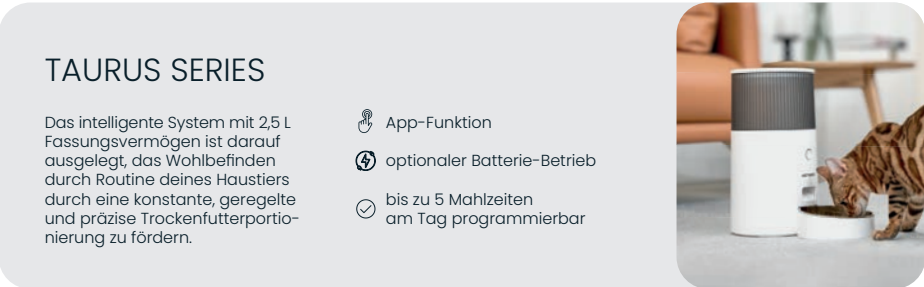 TAURUS SERIES
Das intelligente System mit 2,5 L
Fassungsvermögen ist darauf
ausgelegt, das Wohlbefinden
durch Routine deines Haustiers
durch eine konstante, geregelte
und präzise Trockenfutterportio-
nierung zu fördern.
App-Funktion
optionaler Batterie-Betrieb
bis zu 5 Mahlzeiten
am Tag programmierbar